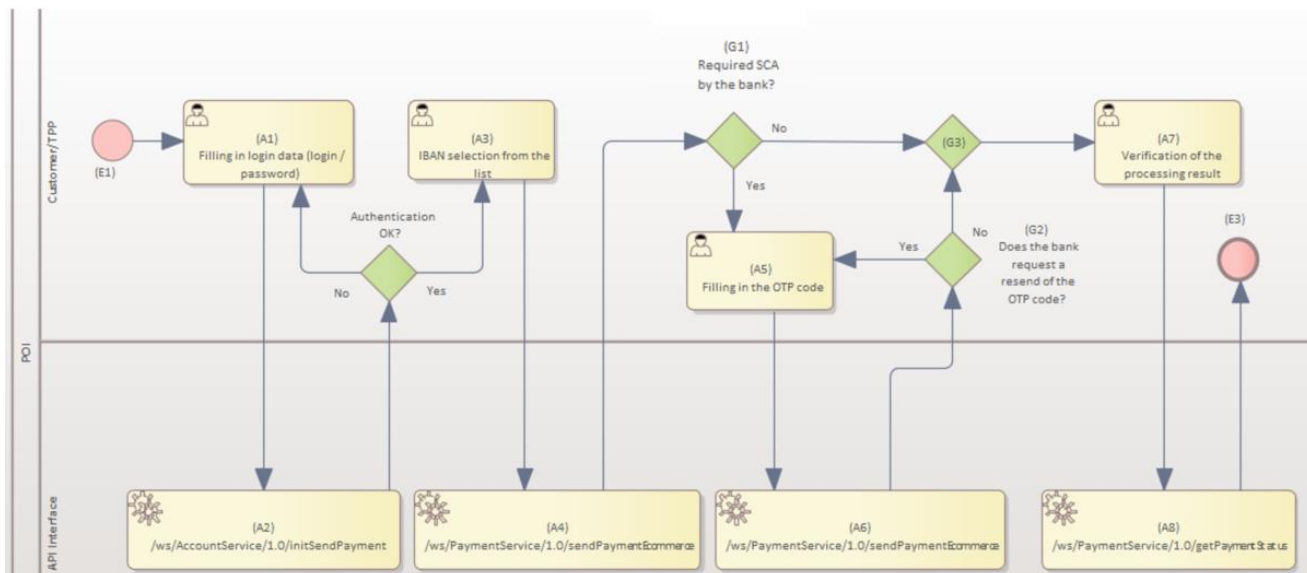 POI
Customer/TPP
API Interface
(E1)
(A1)
Filling in login data (login /
password)
Authentication
OK?
No
Yes
(A3)
IBAN selection from the
list
(G1)
Required SCA
by the bank?
No
Yes
(A5)
Filling in the OTP code
(G3)
No
Yes
(G2)
Does the bank
request a
resend of the
OTP code?
(A7)
Verification of the
processing result
(E3)
(A2)
/ws/AccountService/1.0/initSendPayment
(A4)
/ws/PaymentService/1.0/sendPaymentEcommerce
(A6)
/ws/PaymentService/1.0/sendPaymentEcommerce
(A8)
/ws/PaymentService/1.0/getPaymentStatus